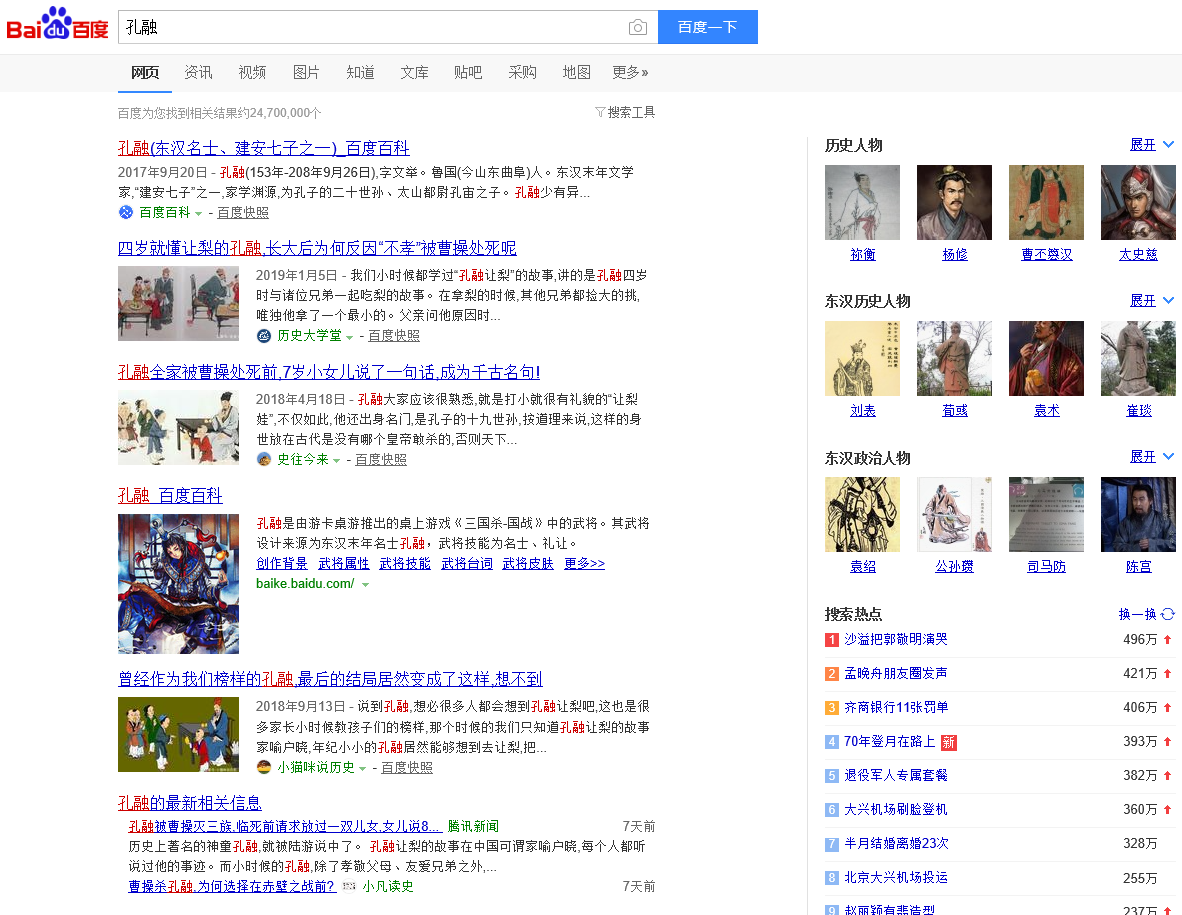 Bai du 百度
孔融
百度一下
网页 资讯 视频 图片 知道 文库 贴吧 采购 地图 更多»
百度为您找到相关结果约24,700,000个
搜索工具
孔融(东汉名士、建安七子之一)_百度百科
2017年9月20日 - 孔融(153年-208年9月26日),字文举。鲁国(今山东曲阜)人。东汉末年文学
家,“建安七子”之一,家学渊源,为孔子的二十世孙、太山都尉孔宙之子。孔融少有异...
百度百科 - 百度快照
四岁就懂让梨的孔融,长大后为何反因“不孝”被曹操处死呢
2019年1月5日 - 我们小时候都学过“孔融让梨”的故事,讲的是孔融四岁
时与诸位兄弟一起吃梨的故事。在拿梨的时候,其他兄弟都捡大的挑,
唯独他拿了一个最小的。父亲问他原因时...
历史大学堂 - 百度快照
孔融全家被曹操处死前,7岁小女儿说了一句话,成为千古名句!
2018年4月18日 - 孔融大家应该很熟悉,就是打小就很有礼貌的“让梨
娃”,不仅如此,他还出身名门,是孔子的十九世孙,按道理来说,这样的身
世放在古代是没有哪个皇帝敢杀的,否则天下...
史往今来 - 百度快照
孔融_百度百科
孔融是由游卡桌游推出的桌上游戏《三国杀-国战》中的武将。其武将
设计来源为东汉末年名士孔融，武将技能为名士、礼让。
创作背景 武将属性 武将技能 武将台词 武将皮肤 更多>>
baike.baidu.com/
曾经作为我们榜样的孔融,最后的结局居然变成了这样,想不到
2018年9月13日 - 说到孔融,想必很多人都会想到孔融让梨吧,这也是很
多家长小时候教孩子们的榜样,那个时候的我们只知道孔融让梨的故事
家喻户晓,年纪小小的孔融居然能够想到去让梨,把...
小猫咪说历史 - 百度快照
孔融的最新相关信息
孔融被曹操灭三族,临死前请求放过一双儿女,女儿说8... 腾讯新闻 7天前
历史上著名的神童孔融,就被陆游说中了。 孔融让梨的故事在中国可谓家喻户晓,每个人都听
说过他的事迹。而小时候的孔融,除了孝敬父母、友爱兄弟之外,...
曹操杀孔融,为何选择在赤壁之战前? 小凡读史 7天前
历史人物 展开
祢衡 杨修 曹丕篡汉 太史慈
东汉历史人物 展开
刘表 荀彧 袁术 崔琰
东汉政治人物 展开
袁绍 公孙瓒 司马防 陈宫
搜索热点 换一换
1 沙溢把郭敬明演哭 496万
2 孟晚舟朋友圈发声 421万
3 齐商银行11张罚单 406万
4 70年登月在路上 新 393万
5 退役军人专属套餐 382万
6 大兴机场刷脸登机 360万
7 半月结婚离婚23次 328万
8 北京大兴机场投运 255万
9 赵丽颖有悲造型 237万